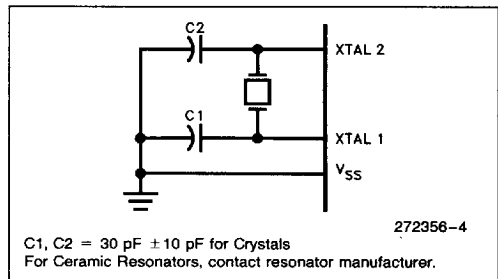 C2
XTAL 2
C1
XTAL 1
VSS
272356-4
C1, C2 = 30 pF ±10 pF for Crystals
For Ceramic Resonators, contact resonator manufacturer.